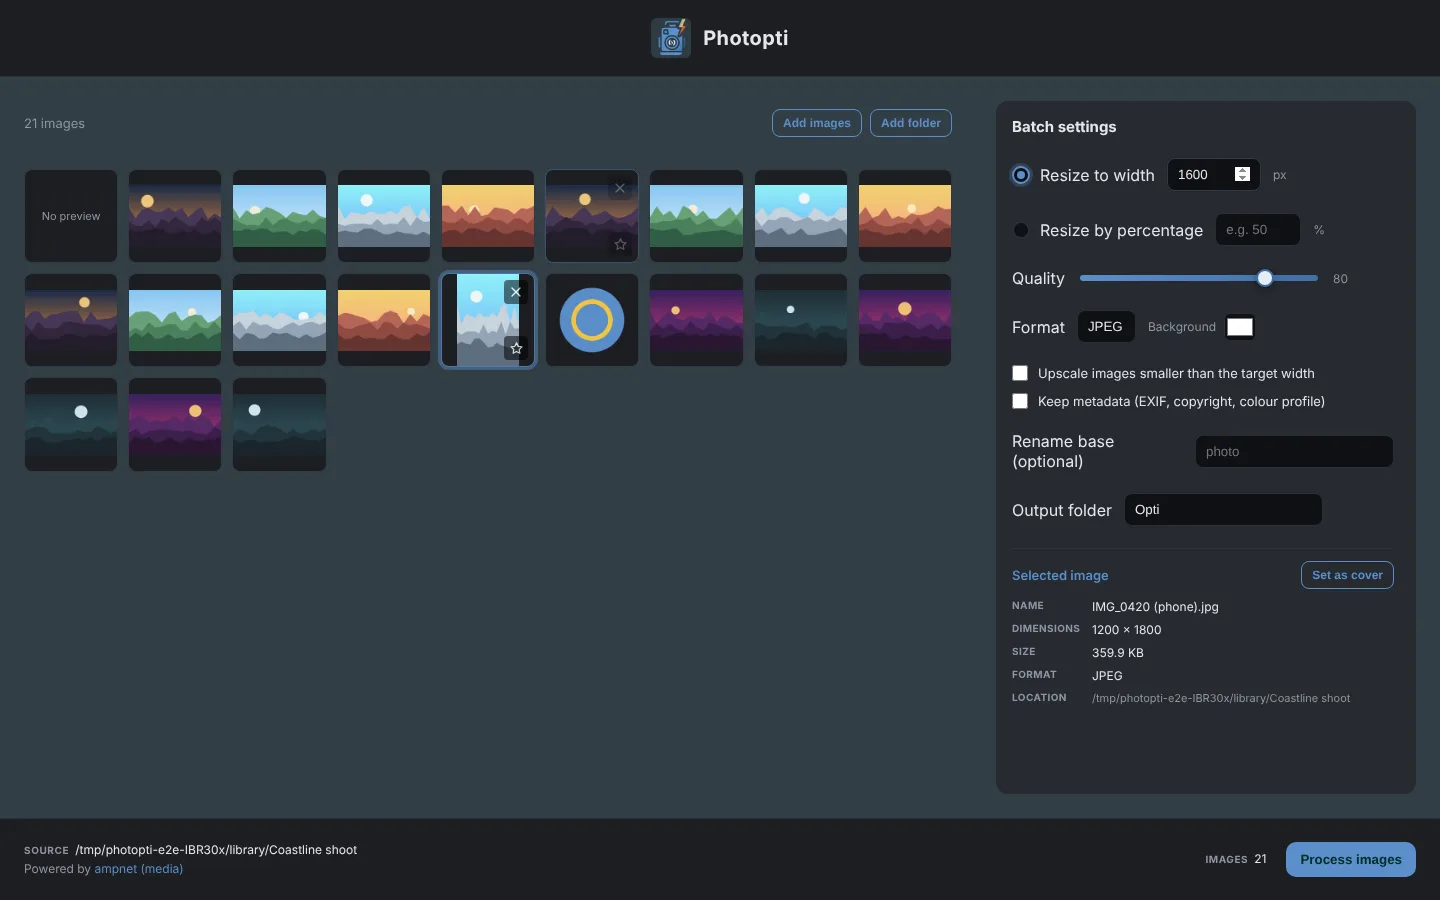 Photopti
21 images
Add images
Add folder
No preview
Batch settings
Resize to width 1600 px
Resize by percentage e.g. 50 %
Quality 80
Format JPEG Background
Upscale images smaller than the target width
Keep metadata (EXIF, copyright, colour profile)
Rename base
(optional)
photo
Output folder Opti
Selected image
Set as cover
NAME IMG_0420 (phone).jpg
DIMENSIONS 1200 × 1800
SIZE 359.9 KB
FORMAT JPEG
LOCATION /tmp/photopti-e2e-IBR30x/library/Coastline shoot
SOURCE /tmp/photopti-e2e-IBR30x/library/Coastline shoot
Powered by ampnet (media)
IMAGES 21
Process images